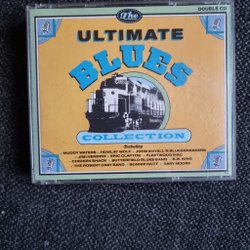 The
DOUBLE CD
ULTIMATE
BLUES
COLLECTION
Including
MUDDY WATERS · HOWLIN' WOLF · JOHN MAYALL'S BLUESBREAKERS
· JIMI HENDRIX · ERIC CLAPTON · FLEETWOOD MAC
· CHICKEN SHACK · BUTTERFIELD BLUES BAND · B.B. KING
· THE ROBERT CRAY BAND · BONNIE RAITT · GARY MOORE